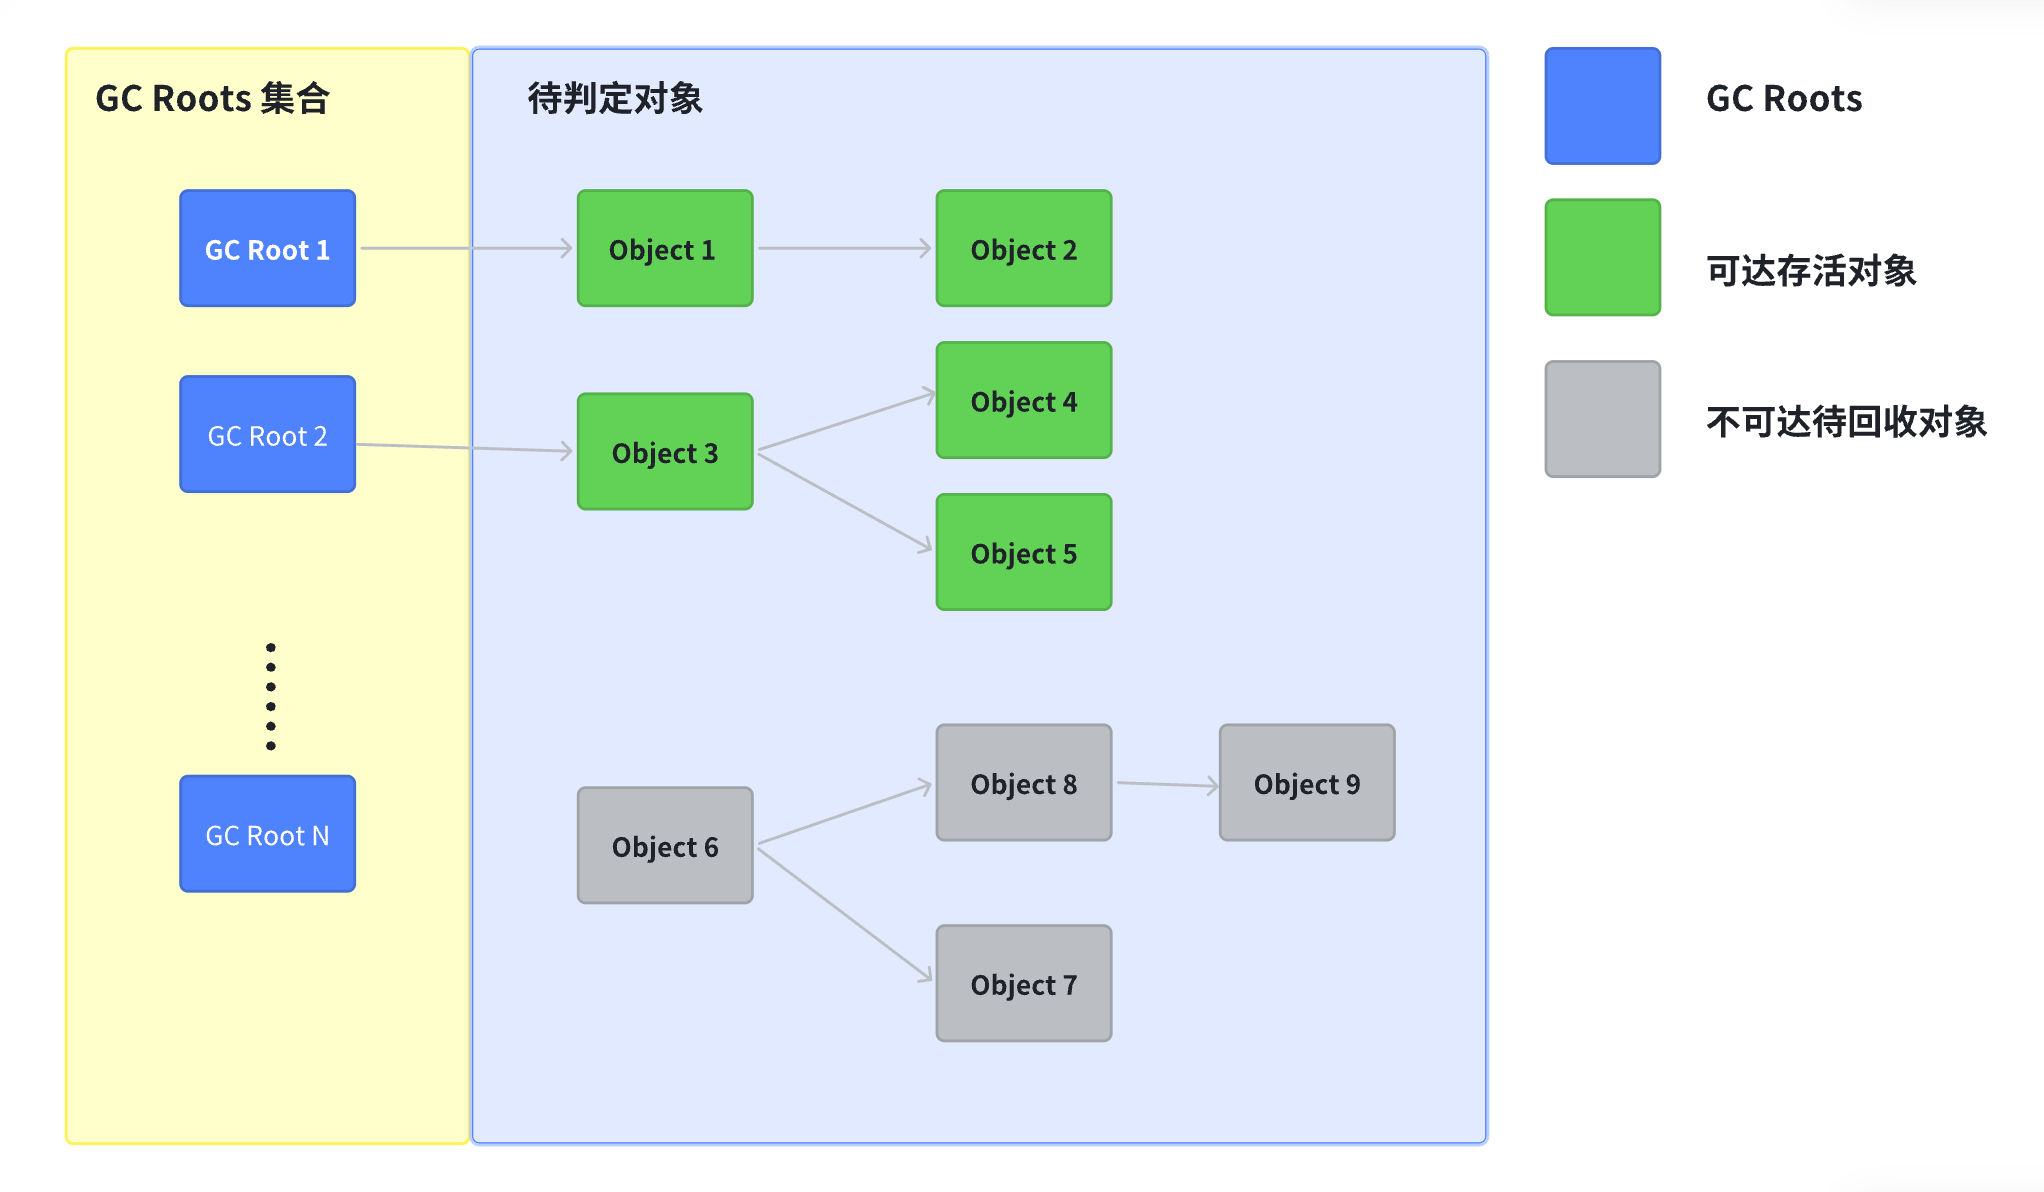 GC Roots 集合
待判定对象
GC Roots
GC Root 1
Object 1
Object 2
可达存活对象
GC Root 2
Object 3
Object 4
不可达待回收对象
Object 5
Object 8
Object 9
GC Root N
Object 6
Object 7